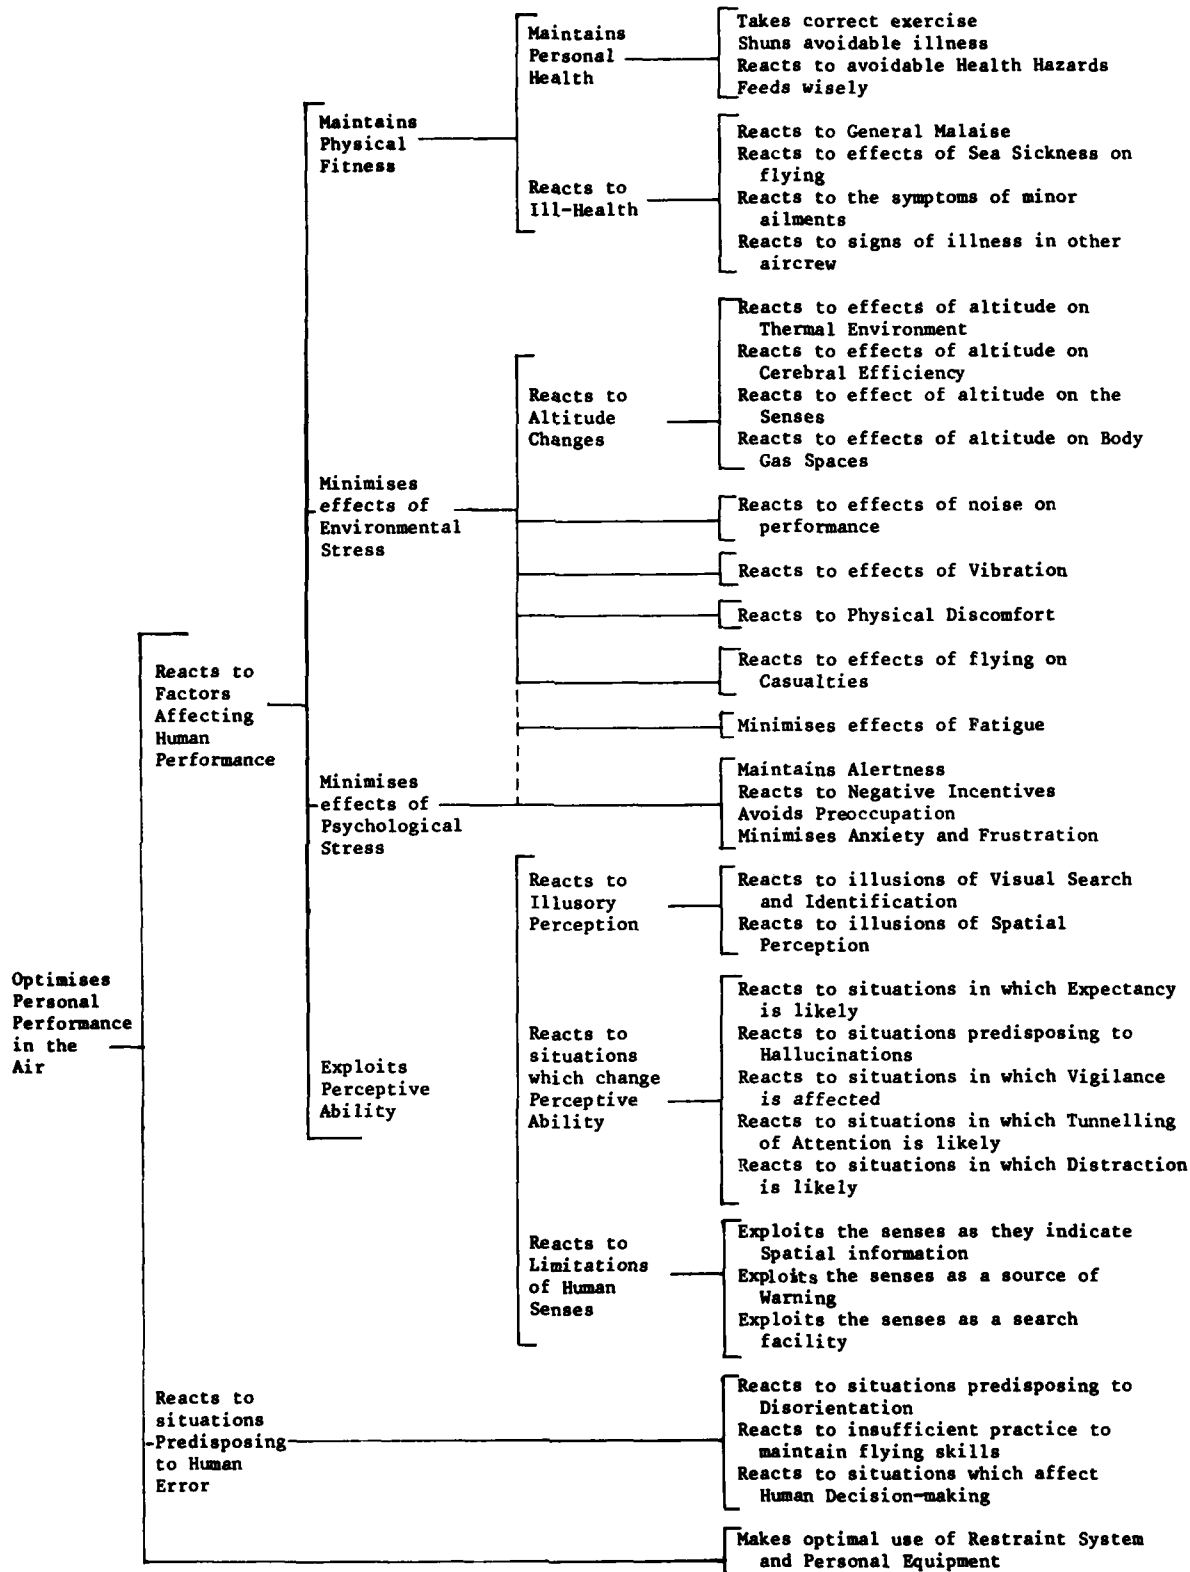 Maintains
Personal
Health
Takes correct exercise
Shuns avoidable illness
Reacts to avoidable Health Hazards
Feeds wisely
Maintains
Physical
Fitness
Reacts to
Ill-Health
Reacts to General Malaise
Reacts to effects of Sea Sickness on
flying
Reacts to the symptoms of minor
ailments
Reacts to signs of illness in other
aircrew
Reacts to
Altitude
Changes
Reacts to effects of altitude on
Thermal Environment
Reacts to effects of altitude on
Cerebral Efficiency
Reacts to effect of altitude on the
Senses
Reacts to effects of altitude on Body
Gas Spaces
Minimises
effects of
Environmental
Stress
Reacts to effects of noise on
performance
Reacts to effects of Vibration
Reacts to Physical Discomfort
Reacts to effects of flying on
Casualties
Reacts to
Factors
Affecting
Human
Performance
Minimises effects of Fatigue
Minimises
effects of
Psychological
Stress
Maintains Alertness
Reacts to Negative Incentives
Avoids Preoccupation
Minimises Anxiety and Frustration
Reacts to
Illusory
Perception
Reacts to illusions of Visual Search
and Identification
Reacts to illusions of Spatial
Perception
Optimises
Personal
Performance
in the
Air
Exploits
Perceptive
Ability
Reacts to
situations
which change
Perceptive
Ability
Reacts to situations in which Expectancy
is likely
Reacts to situations predisposing to
Hallucinations
Reacts to situations in which Vigilance
is affected
Reacts to situations in which Tunnelling
of Attention is likely
Reacts to situations in which Distraction
is likely
Reacts to
Limitations
of Human
Senses
Exploits the senses as they indicate
Spatial information
Exploits the senses as a source of
Warning
Exploits the senses as a search
facility
Reacts to
situations
Predisposing
to Human
Error
Reacts to situations predisposing to
Disorientation
Reacts to insufficient practice to
maintain flying skills
Reacts to situations which affect
Human Decision-making
Makes optimal use of Restraint System
and Personal Equipment